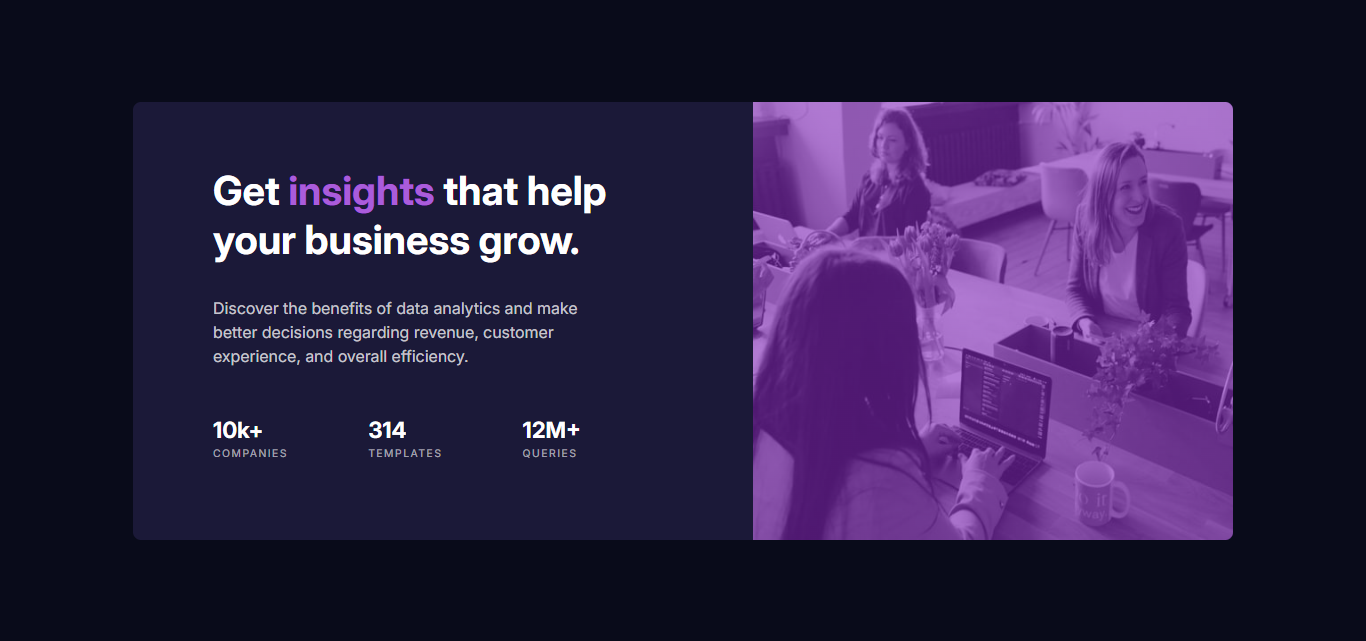 Get insights that help
your business grow.
Discover the benefits of data analytics and make
better decisions regarding revenue, customer
experience, and overall efficiency.
10k+ 314 12M+
COMPANIES TEMPLATES QUERIES